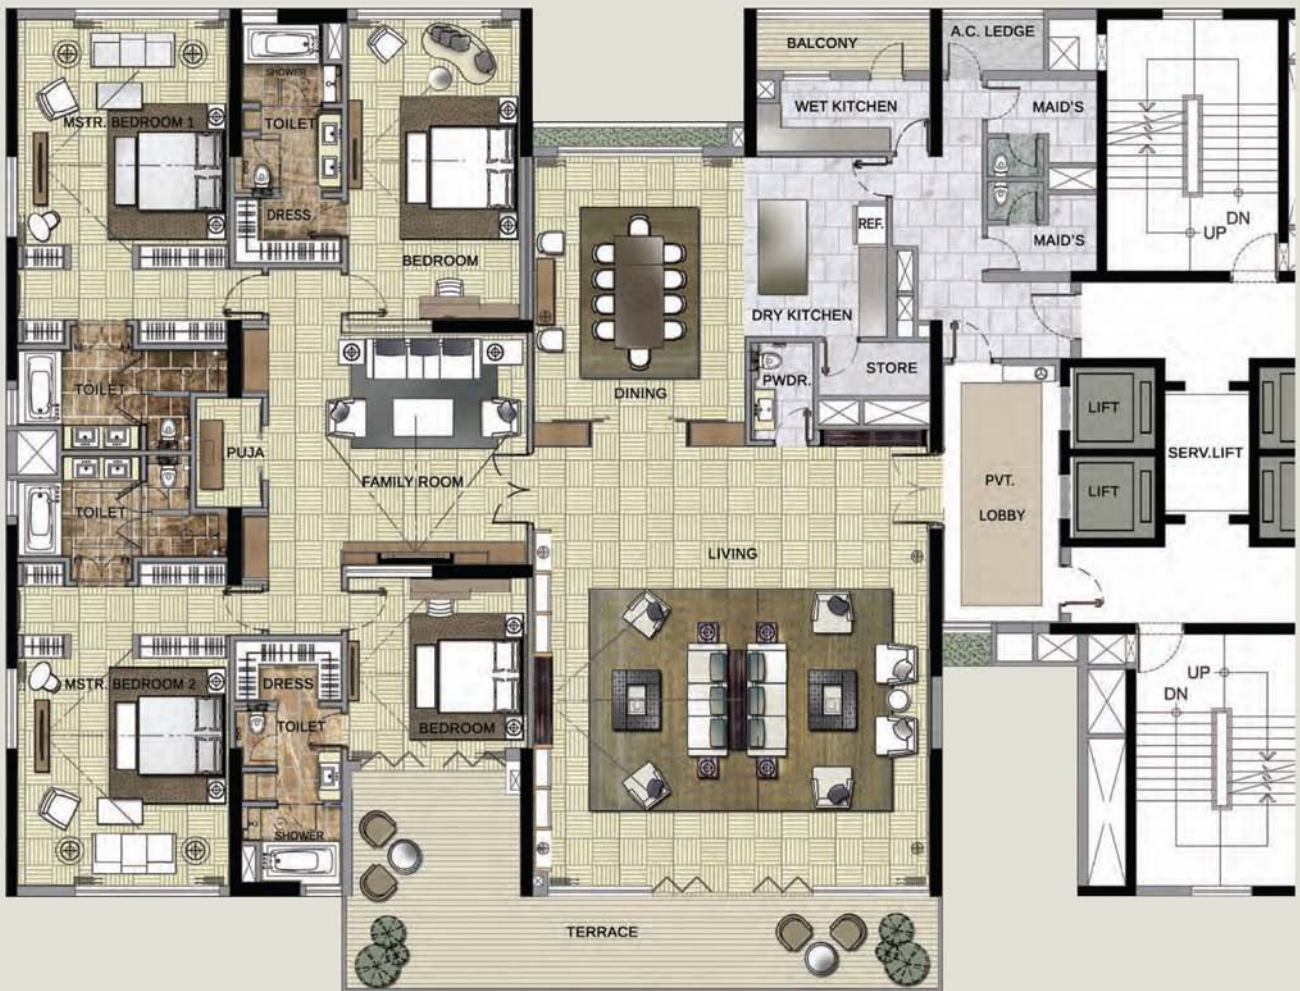 BALCONY
A.C. LEDGE
SHOWER
WET KITCHEN
MAID'S
MSTR. BEDROOM 1
TOILET
DRESS
REF.
DN
UP
MAID'S
BEDROOM
DRY KITCHEN
PWDR.
STORE
TOILET
DINING
LIFT
PUJA
FAMILY ROOM
SERV.LIFT
PVT.
LOBBY
LIFT
TOILET
LIVING
MSTR. BEDROOM 2
DRESS
UP
DN
TOILET
BEDROOM
SHOWER
TERRACE